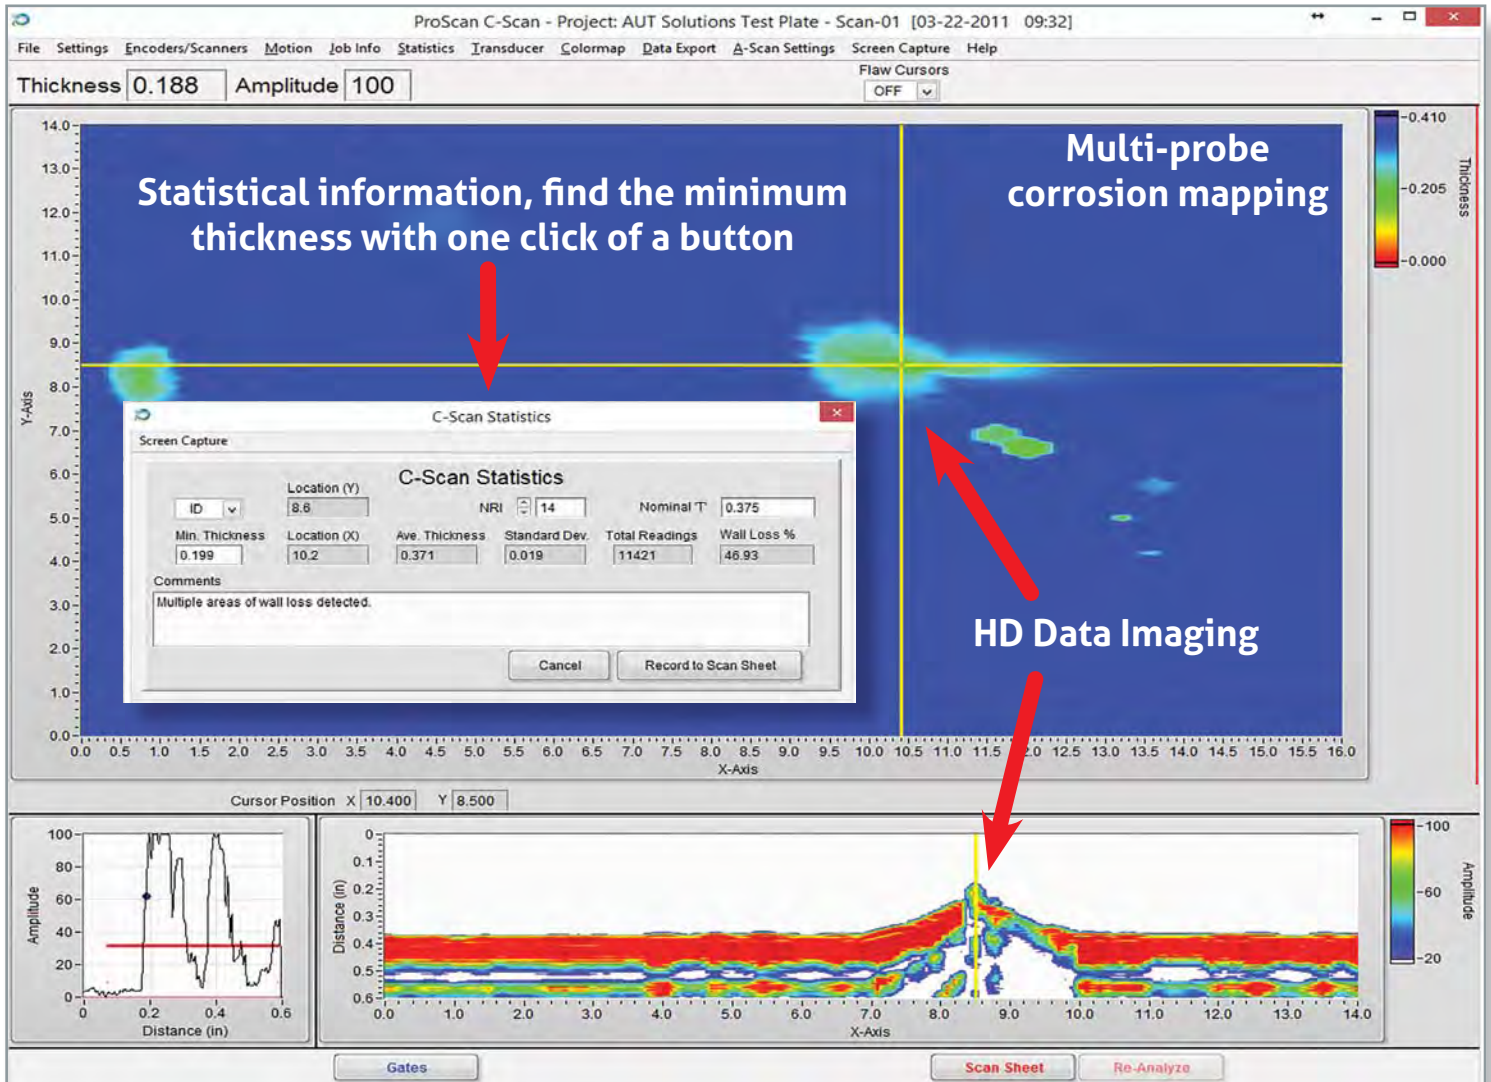 ProScan C-Scan - Project: AUT Solutions Test Plate - Scan-01 [03-22-2011 09:32]
File Settings Encoders/Scanners Motion Job Info Statistics Transducer Colormap Data Export A-Scan Settings Screen Capture Help
Thickness 0.188 Amplitude 100
Flaw Cursors
OFF
Statistical information, find the minimum
thickness with one click of a button
Multi-probe
corrosion mapping
14.0
13.0
12.0
11.0
10.0
9.0
8.0
7.0
6.0
5.0
4.0
3.0
2.0
1.0
0.0
Y-Axis
0.0 0.5 1.0 1.5 2.0 2.5 3.0 3.5 4.0 4.5 5.0 5.5 6.0 6.5 7.0 7.5 8.0 8.5 9.0 9.5 10.0 10.5 11.0 11.5 12.0 12.5 13.0 13.5 14.0 14.5 15.0 15.5 16.0
X-Axis
0.410
0.205
0.000
Thickness
C-Scan Statistics
Screen Capture
C-Scan Statistics
ID
Location (Y)
8.6
NRI 14
Nominal 'T' 0.375
Min. Thickness Location (X) Ave. Thickness Standard Dev. Total Readings Wall Loss %
0.199 10.2 0.371 0.019 11421 46.93
Comments
Multiple areas of wall loss detected.
Cancel Record to Scan Sheet
HD Data Imaging
Cursor Position X 10.400 Y 8.500
100
80
60
40
20
0
Amplitude
0 0.2 0.4 0.6
Distance (in)
0
0.1
0.2
0.3
0.4
0.5
0.6
Distance (in)
0.0 1.0 2.0 3.0 4.0 5.0 6.0 7.0 8.0 9.0 10.0 11.0 12.0 13.0 14.0
X-Axis
100
60
20
Amplitude
Gates Scan Sheet Re-Analyze